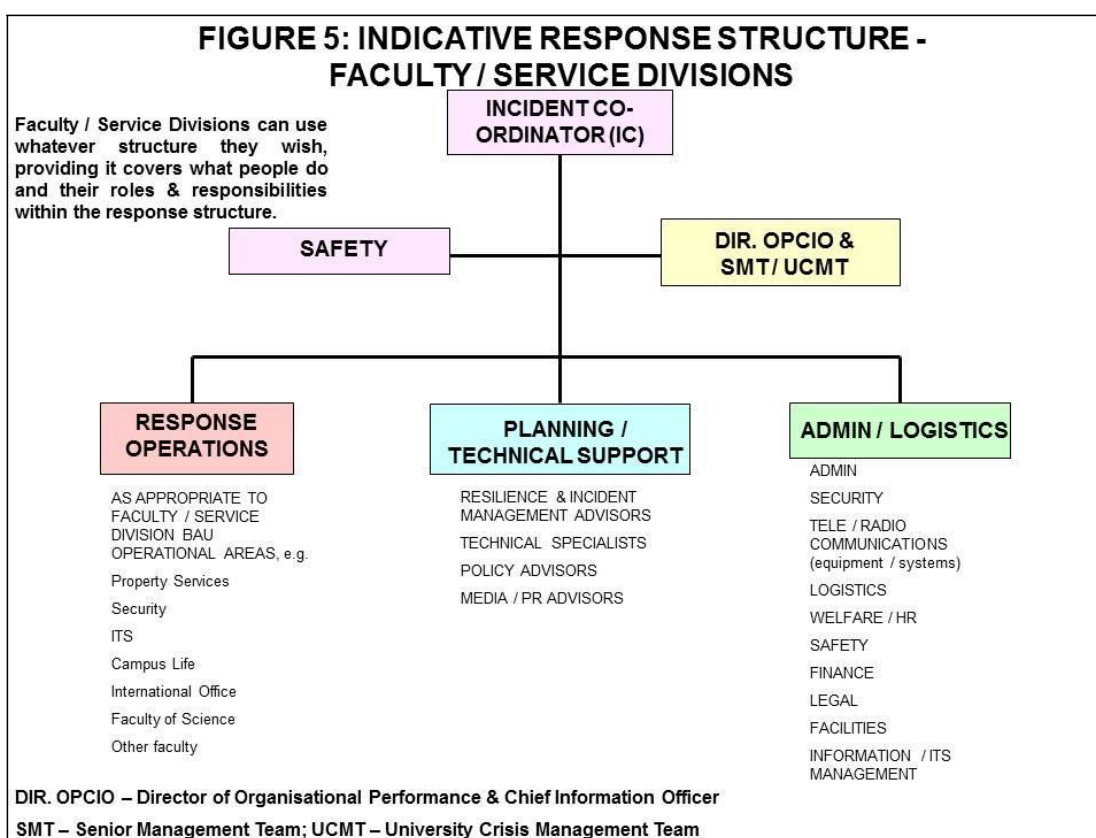 FIGURE 5: INDICATIVE RESPONSE STRUCTURE -
FACULTY / SERVICE DIVISIONS
Faculty / Service Divisions can use
whatever structure they wish,
providing it covers what people do
and their roles & responsibilities
within the response structure.
INCIDENT CO-
ORDINATOR (IC)
SAFETY
DIR. OPCIO &
SMT/ UCMT
RESPONSE
OPERATIONS
AS APPROPRIATE TO
FACULTY / SERVICE
DIVISION BAU
OPERATIONAL AREAS, e.g.
Property Services
Security
ITS
Campus Life
International Office
Faculty of Science
Other faculty
PLANNING /
TECHNICAL SUPPORT
RESILIENCE & INCIDENT
MANAGEMENT ADVISORS
TECHNICAL SPECIALISTS
POLICY ADVISORS
MEDIA / PR ADVISORS
ADMIN / LOGISTICS
ADMIN
SECURITY
TELE / RADIO
COMMUNICATIONS
(equipment / systems)
LOGISTICS
WELFARE / HR
SAFETY
FINANCE
LEGAL
FACILITIES
INFORMATION / ITS
MANAGEMENT
DIR. OPCIO – Director of Organisational Performance & Chief Information Officer
SMT – Senior Management Team; UCMT – University Crisis Management Team